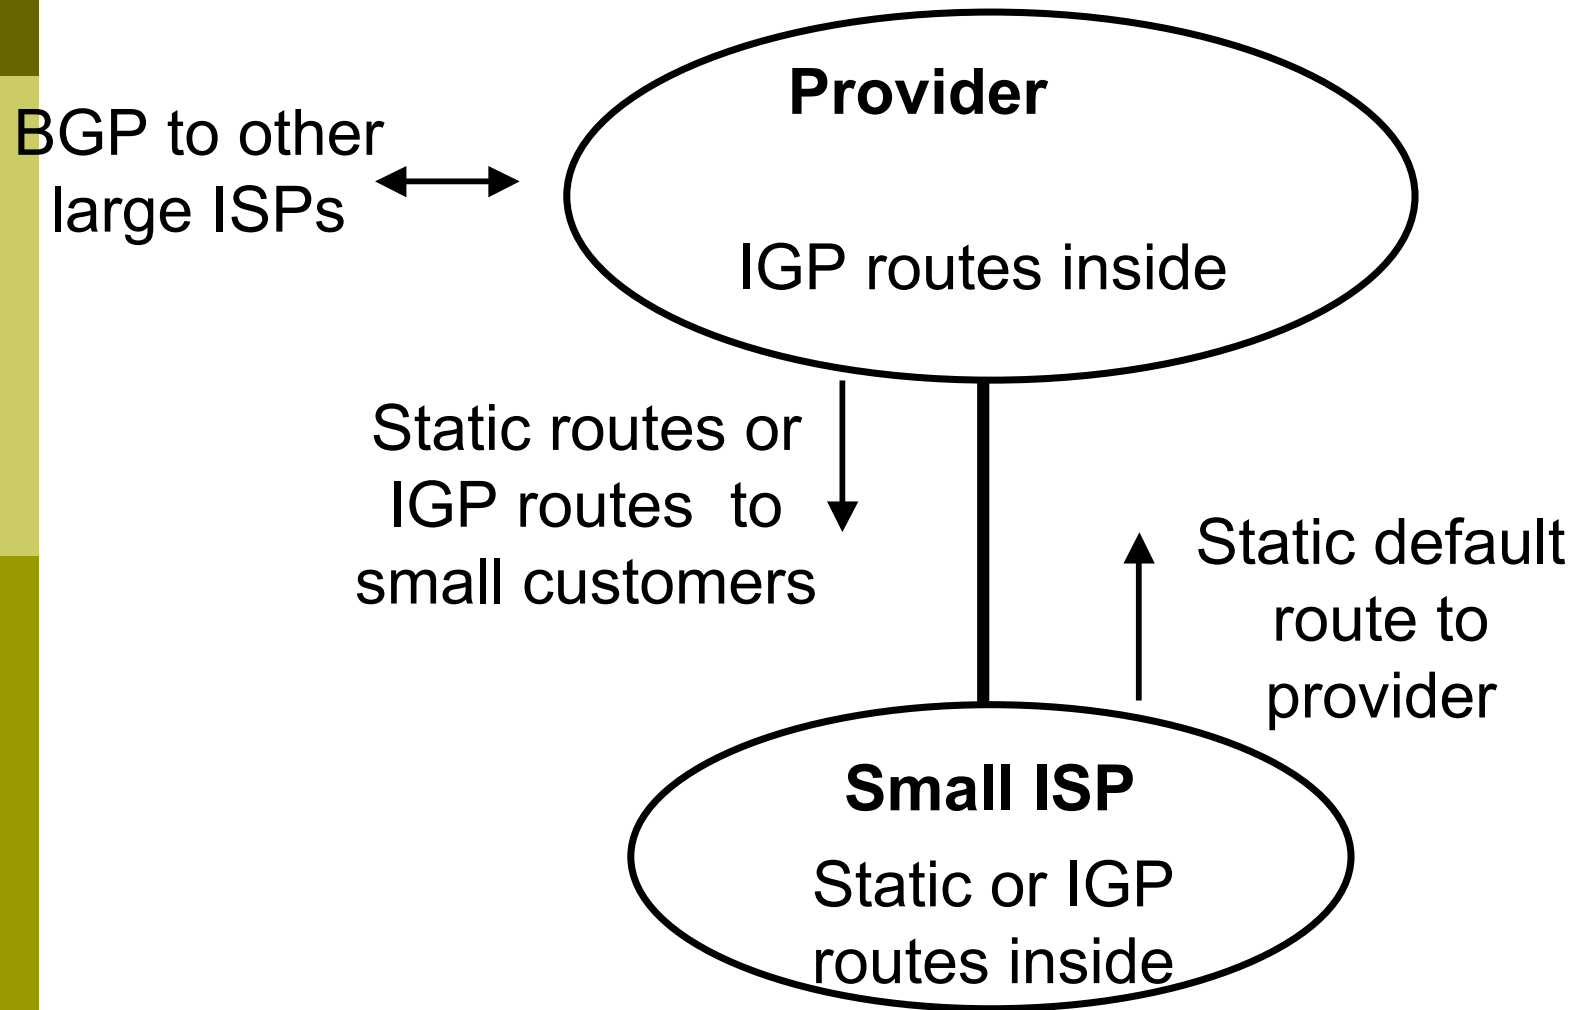 Provider
BGP to other
large ISPs
IGP routes inside
Static routes or
IGP routes  to
small customers
Static default
route to
provider
Small ISP
Static or IGP
routes inside